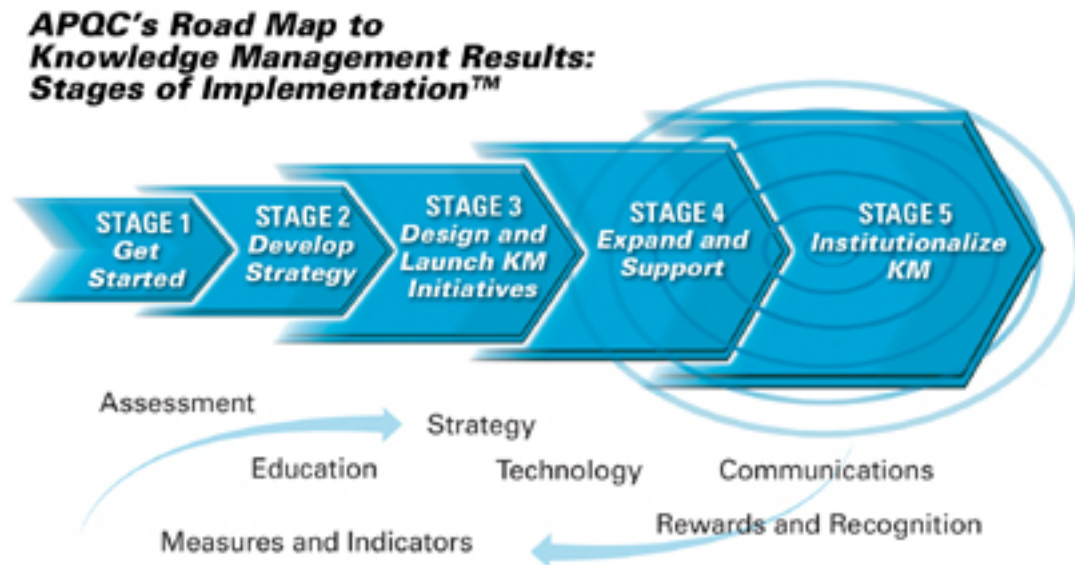 APQC's Road Map to
Knowledge Management Results:
Stages of Implementation™
STAGE 1
Get
Started
STAGE 2
Develop
Strategy
STAGE 3
Design and
Launch KM
Initiatives
STAGE 4
Expand and
Support
STAGE 5
Institutionalize
KM
Assessment
Strategy
Education
Technology
Communications
Measures and Indicators
Rewards and Recognition